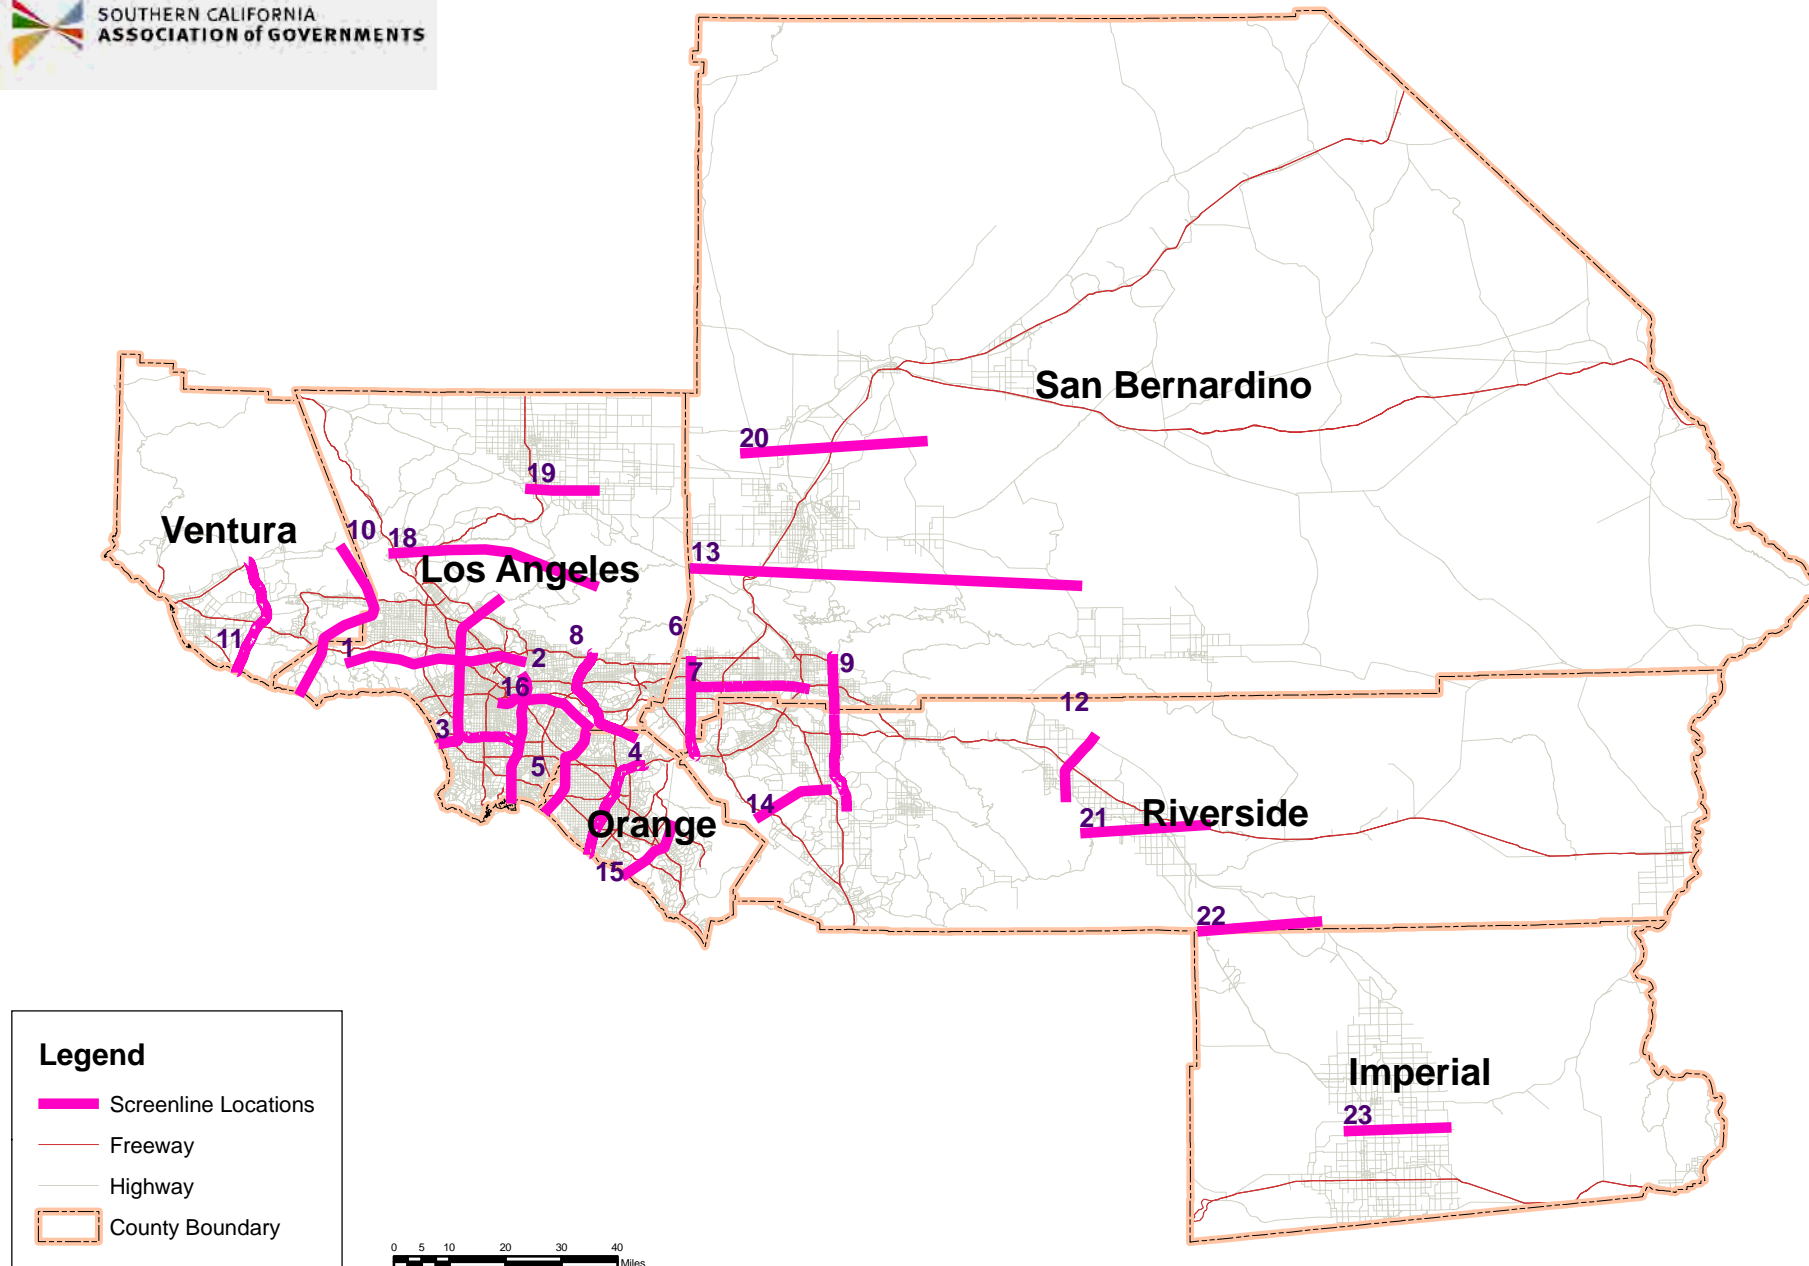 SOUTHERN CALIFORNIA
ASSOCIATION of GOVERNMENTS
San Bernardino
20
19
Ventura
10
18
13
Los Angeles
6
11
1
8
2
9
7
16
12
3
4
5
14
Orange
21
Riverside
15
22
Imperial
23
Legend
Screenline Locations
Freeway
Highway
County Boundary
0 5 10 20 30 40
Miles